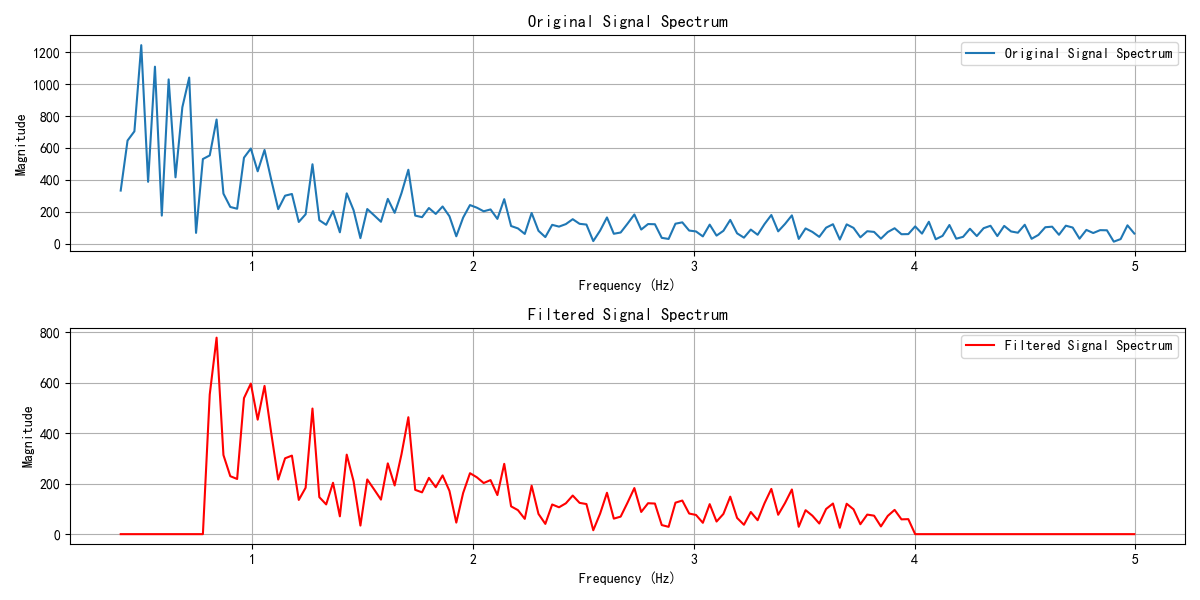 Original Signal Spectrum
1200
1000
800
600
400
200
0
Magnitude
Original Signal Spectrum
1 2 3 4 5
Frequency (Hz)
Filtered Signal Spectrum
800
600
400
200
0
Magnitude
Filtered Signal Spectrum
1 2 3 4 5
Frequency (Hz)